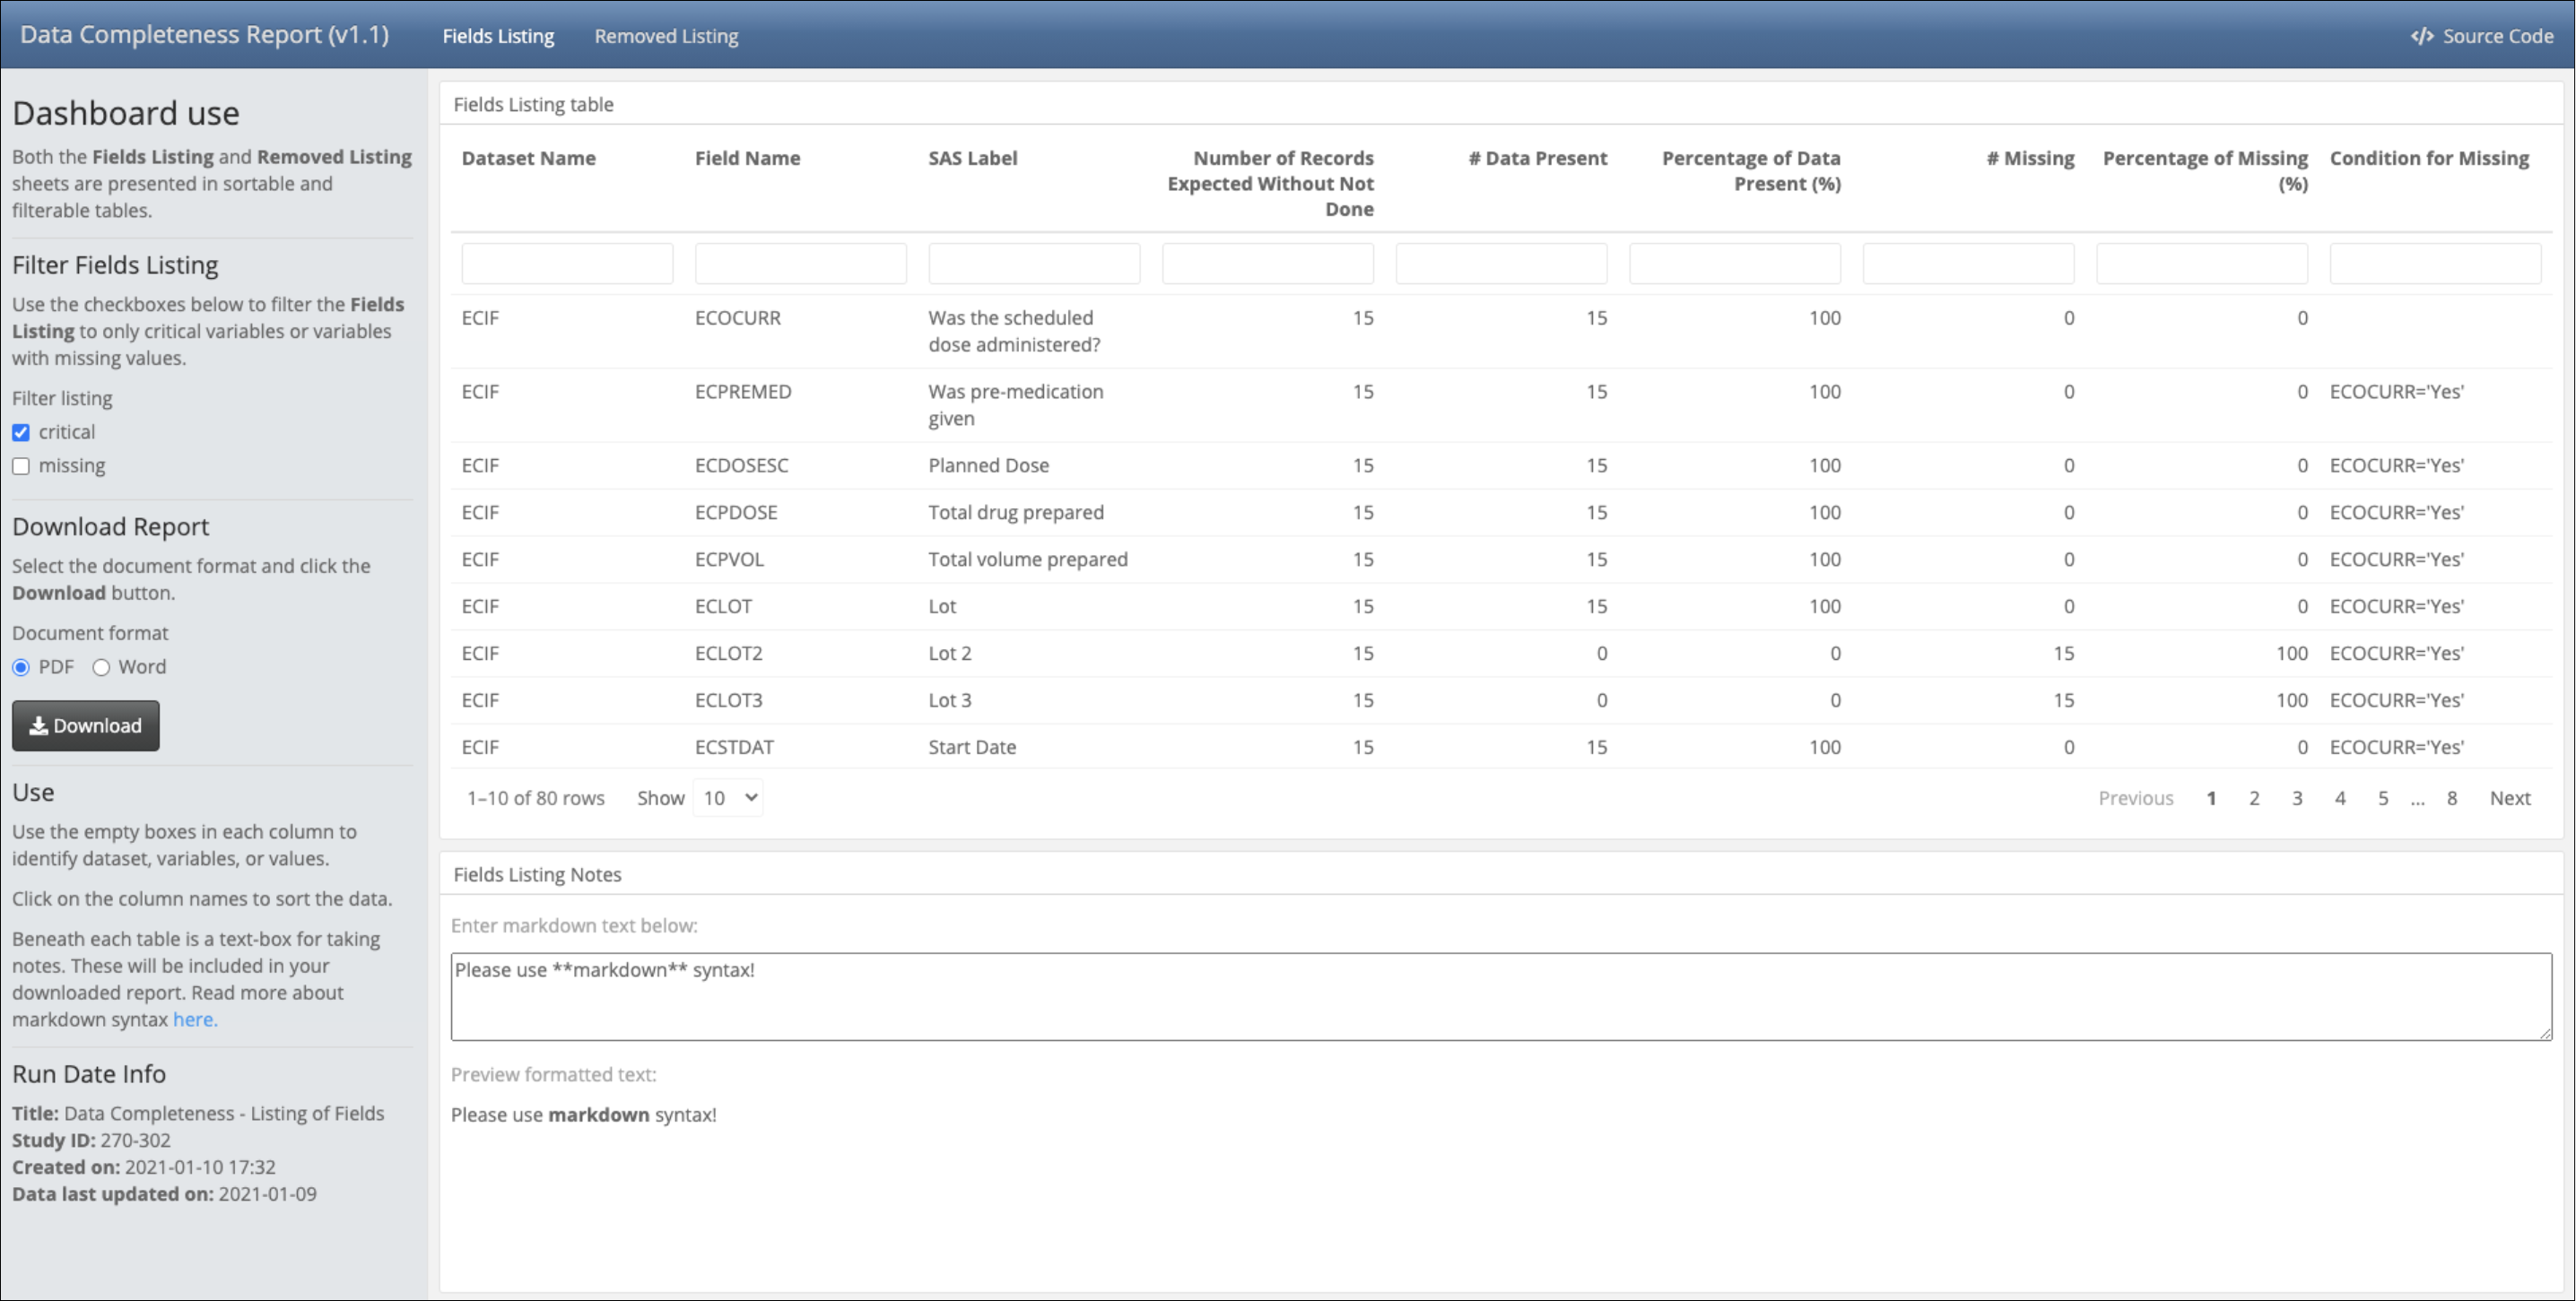 Data Completeness Report (v1.1) Fields Listing Removed Listing </> Source Code
Dashboard use
Both the Fields Listing and Removed Listing
sheets are presented in sortable and
filterable tables.
Filter Fields Listing
Use the checkboxes below to filter the Fields
Listing to only critical variables or variables
with missing values.
Filter listing
critical
missing
Download Report
Select the document format and click the
Download button.
Document format
PDF Word
Download
Use
Use the empty boxes in each column to
identify dataset, variables, or values.
Click on the column names to sort the data.
Beneath each table is a text-box for taking
notes. These will be included in your
downloaded report. Read more about
markdown syntax here.
Run Date Info
Title: Data Completeness - Listing of Fields
Study ID: 270-302
Created on: 2021-01-10 17:32
Data last updated on: 2021-01-09
Fields Listing table
Dataset Name Field Name SAS Label Number of Records # Data Present Percentage of Data # Missing Percentage of Missing Condition for Missing
Expected Without Not Present (%) (%)
Done
ECIF ECOCURR Was the scheduled 15 15 100 0 0
dose administered?
ECIF ECPREMED Was pre-medication 15 15 100 0 0 ECOCURR='Yes'
given
ECIF ECDOSESC Planned Dose 15 15 100 0 0 ECOCURR='Yes'
ECIF ECPDOSE Total drug prepared 15 15 100 0 0 ECOCURR='Yes'
ECIF ECPVOL Total volume prepared 15 15 100 0 0 ECOCURR='Yes'
ECIF ECLOT Lot 15 15 100 0 0 ECOCURR='Yes'
ECIF ECLOT2 Lot 2 15 0 0 15 100 ECOCURR='Yes'
ECIF ECLOT3 Lot 3 15 0 0 15 100 ECOCURR='Yes'
ECIF ECSTDAT Start Date 15 15 100 0 0 ECOCURR='Yes'
1–10 of 80 rows Show 10 Previous 1 2 3 4 5 ... 8 Next
Fields Listing Notes
Enter markdown text below:
Please use **markdown** syntax!
Preview formatted text:
Please use markdown syntax!